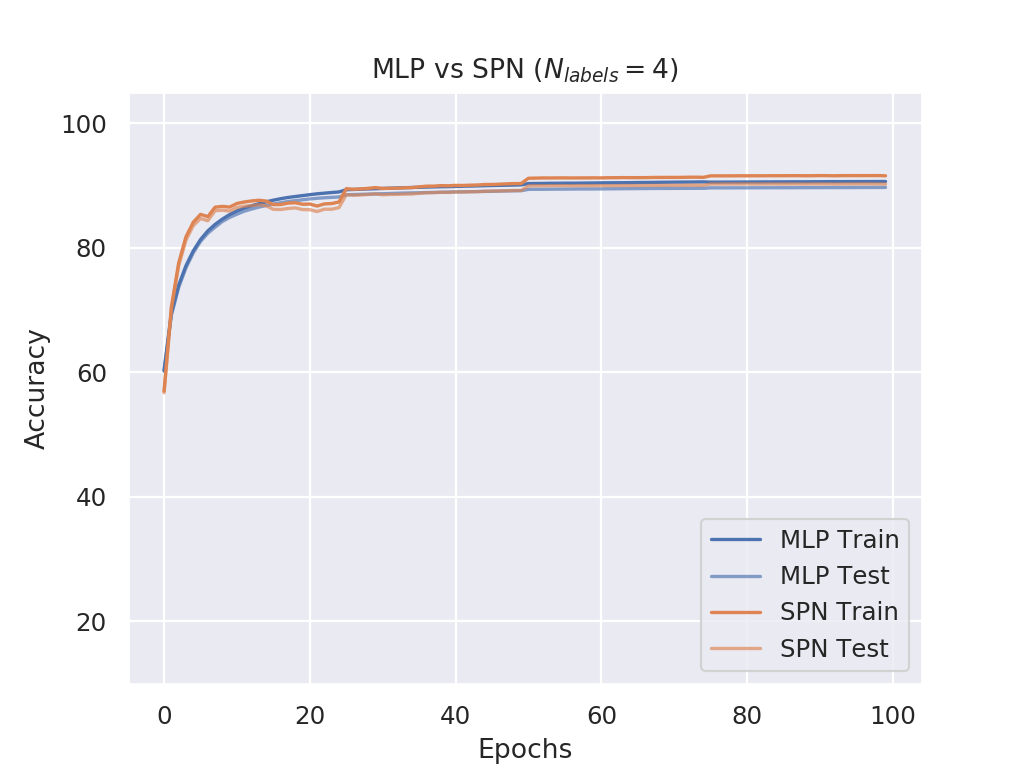 MLP vs SPN (N_labels = 4)
100
80
60
40
20
Accuracy
0 20 40 60 80 100
Epochs
MLP Train
MLP Test
SPN Train
SPN Test